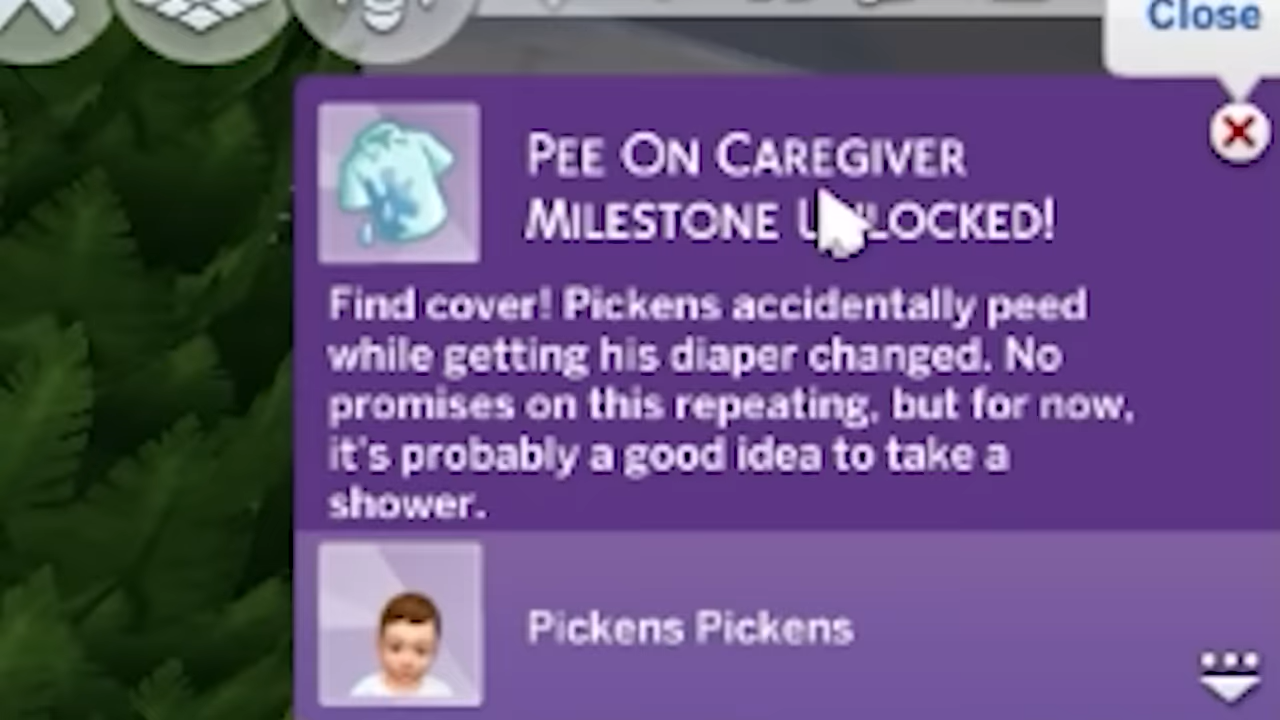 Close
PEE ON CAREGIVER
MILESTONE UNLOCKED!
Find cover! Pickens accidentally peed
while getting his diaper changed. No
promises on this repeating, but for now,
it's probably a good idea to take a
shower.
Pickens Pickens